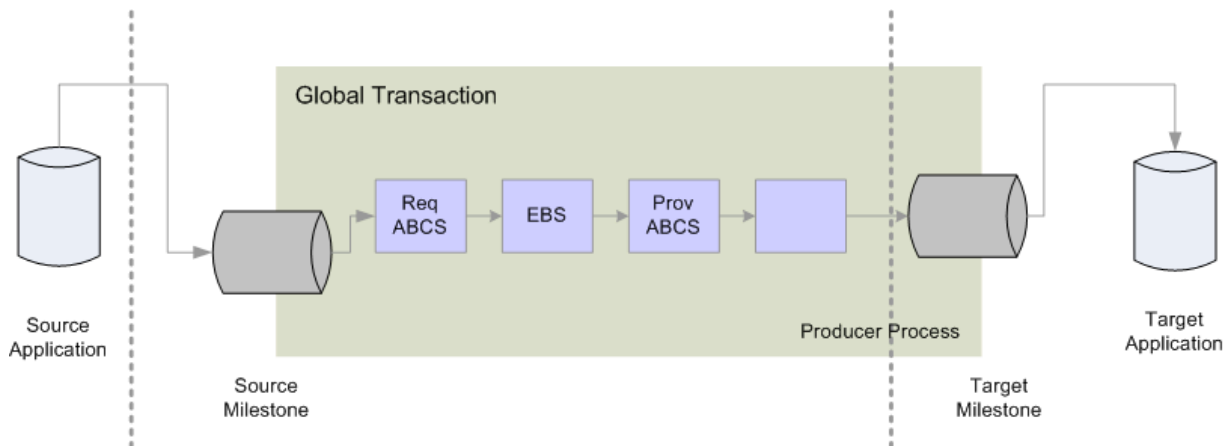 Global Transaction
Req
ABCS
EBS
Prov
ABCS
Producer Process
Source
Application
Source
Milestone
Target
Milestone
Target
Application